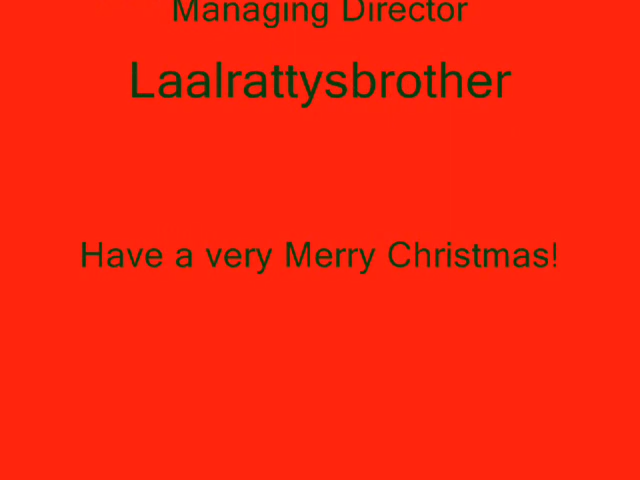 Managing Director
Laalrattysbrother
Have a very Merry Christmas!